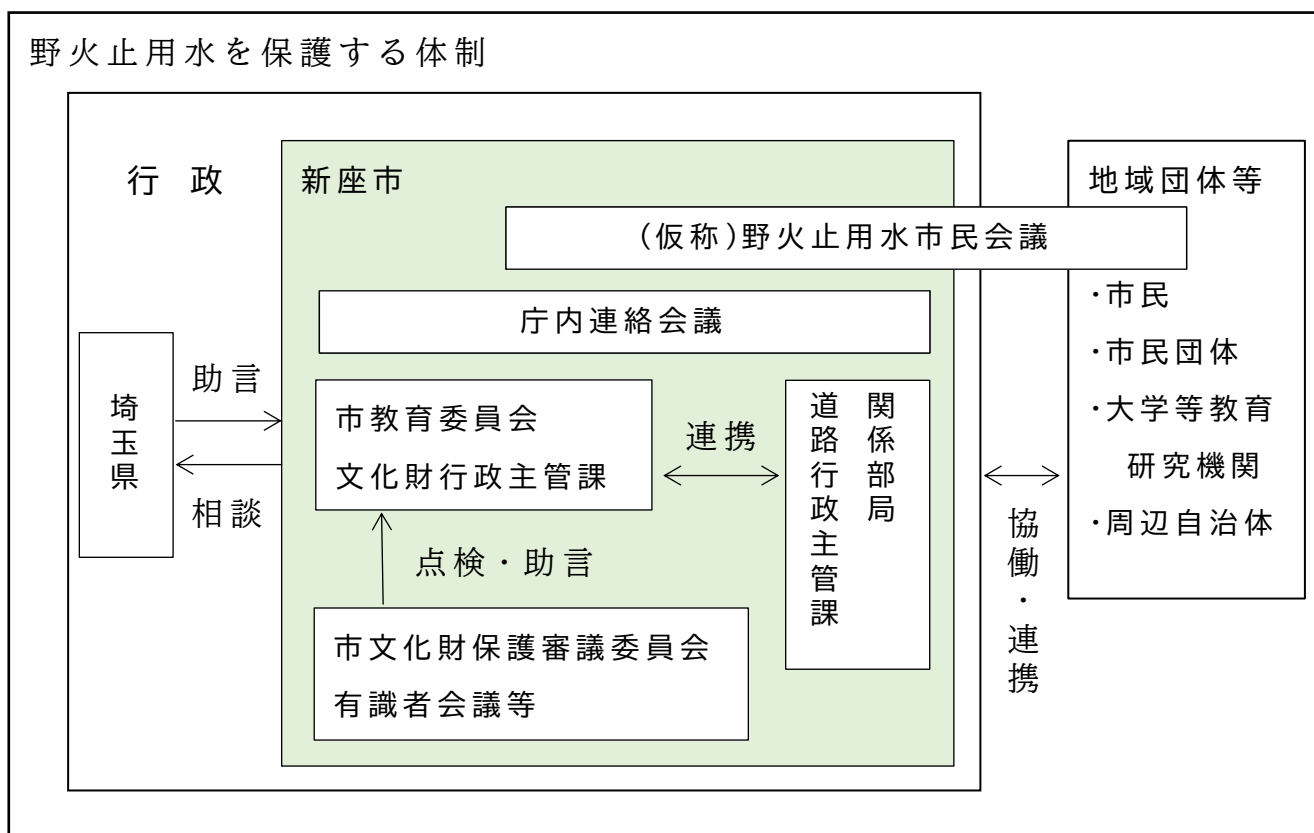 野火止用水を保護する体制
行政
新座市
(仮称)野火止用水市民会議
庁内連絡会議
埼玉県
助言
相談
市教育委員会
文化財行政主管課
連携
関係部局
道路行政主管課
点検・助言
市文化財保護審議委員会
有識者会議等
協働・連携
地域団体等
・市民
・市民団体
・大学等教育
研究機関
・周辺自治体